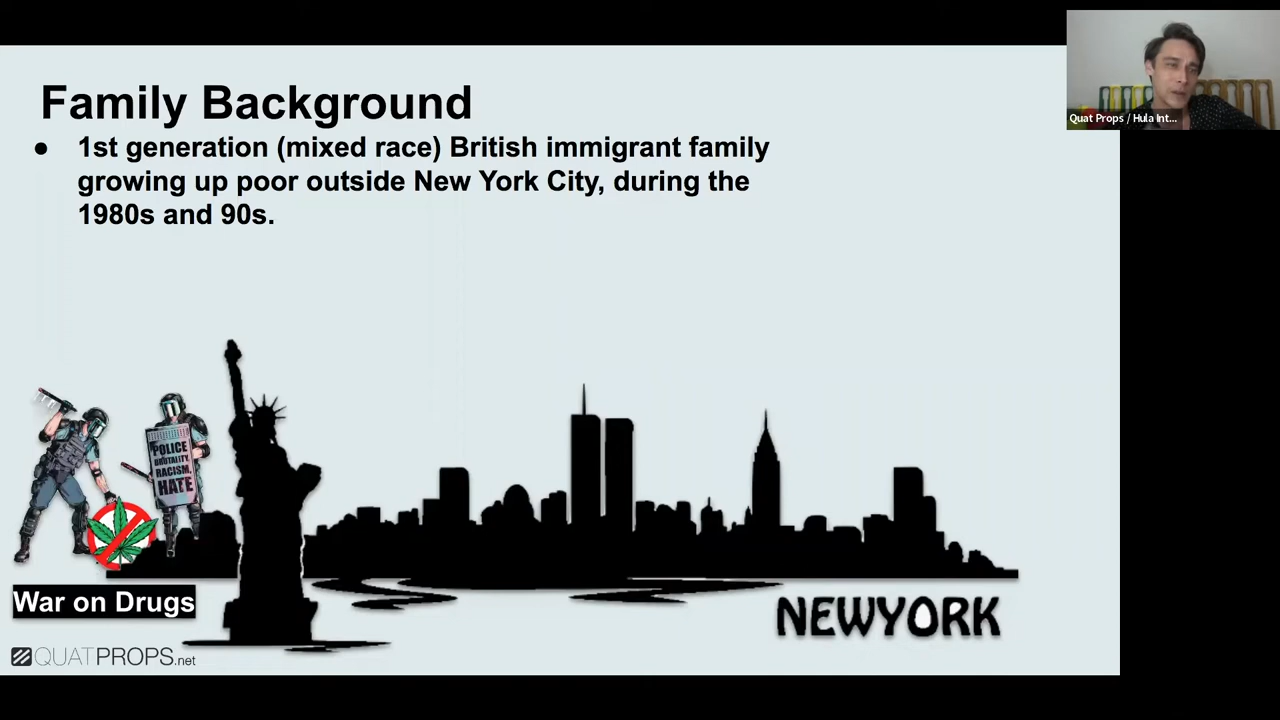 Family Background
● 1st generation (mixed race) British immigrant family
growing up poor outside New York City, during the
1980s and 90s.
Quat Props / Hula Int...
POLICE
BRUTALITY,
RACISM,
HATE
War on Drugs
NEWYORK
QUATPROPS.net